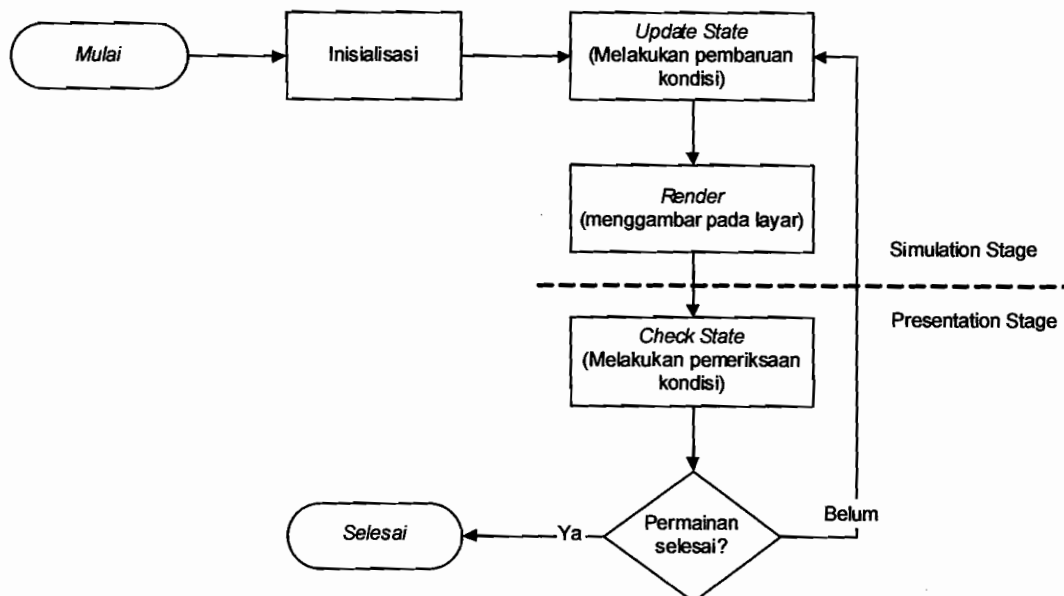 Mulai
Inisialisasi
Update State
(Melakukan pembaruan
kondisi)
Render
(menggambar pada layar)
Simulation Stage
Presentation Stage
Check State
(Melakukan pemeriksaan
kondisi)
Permainan
selesai?
Belum
Ya
Selesai